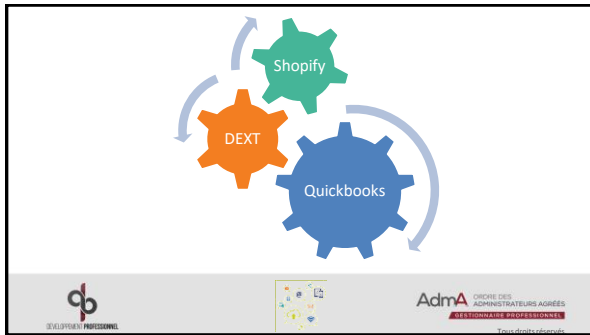 Shopify
DEXT
Quickbooks
DÉVELOPPEMENT PROFESSIONNEL
AdmA ORDRE DES
ADMINISTRATEURS AGRÉÉS
GESTIONNAIRE PROFESSIONNEL
Tous droits réservés